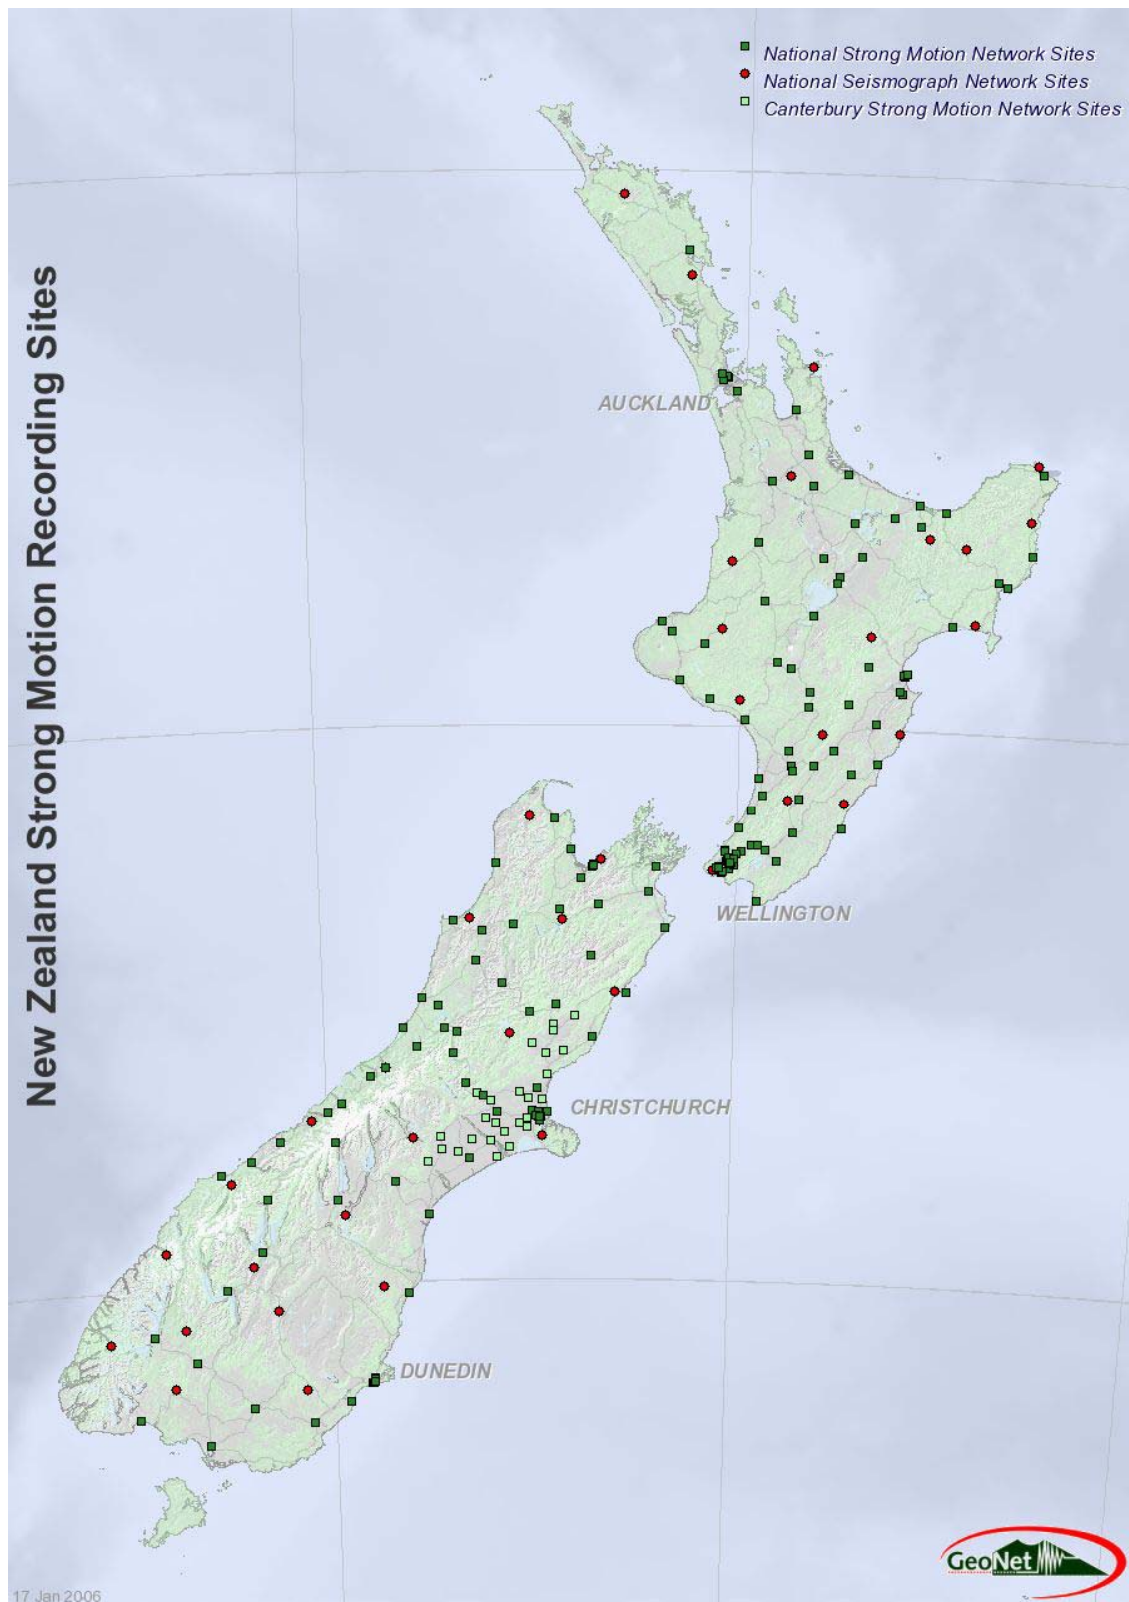 National Strong Motion Network Sites
National Seismograph Network Sites
Canterbury Strong Motion Network Sites
New Zealand Strong Motion Recording Sites
AUCKLAND
WELLINGTON
CHRISTCHURCH
DUNEDIN
GeoNet
17 Jan 2006